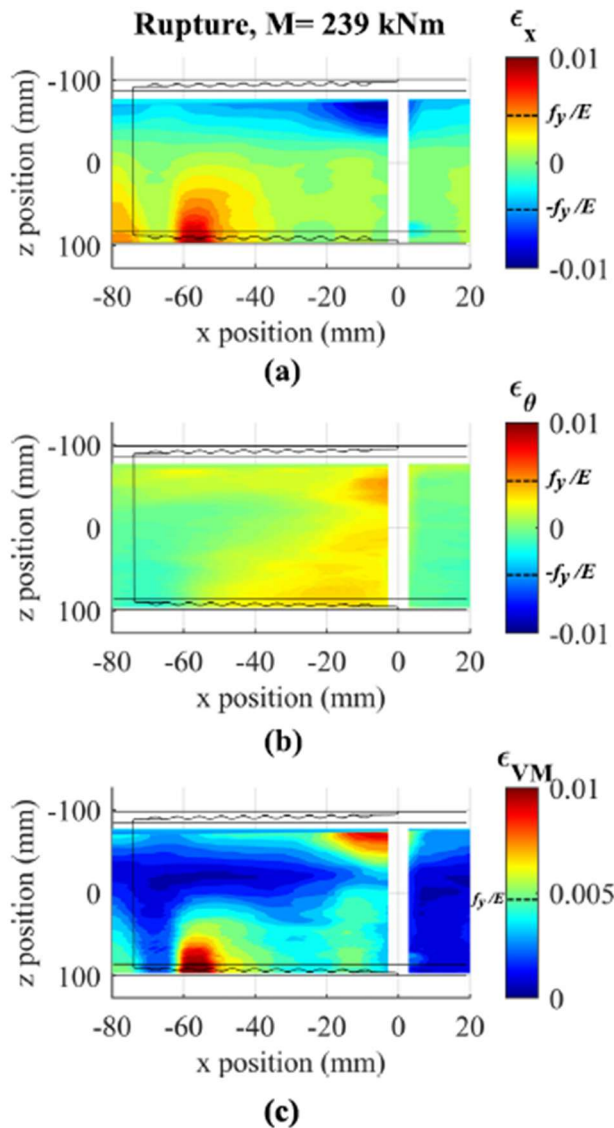 Rupture, M= 239 kNm
ϵx
-100
0
100
z position (mm)
-80 -60 -40 -20 0 20
x position (mm)
0.01
fy/E
0
-fy/E
-0.01
(a)
ϵθ
-100
0
100
z position (mm)
-80 -60 -40 -20 0 20
x position (mm)
0.01
fy/E
0
-fy/E
-0.01
(b)
ϵVM
-100
0
100
z position (mm)
-80 -60 -40 -20 0 20
x position (mm)
0.01
fy/E
0.005
0
(c)